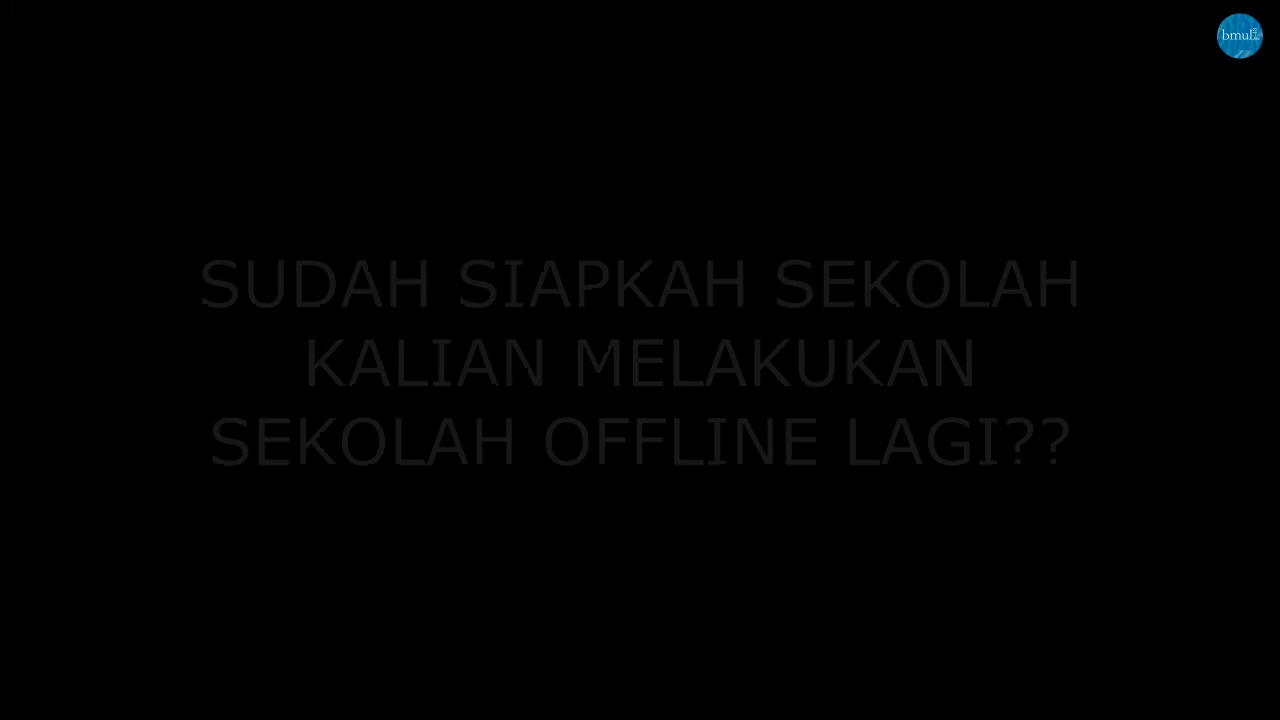 bmul
SUDAH SIAPKAH SEKOLAH
KALIAN MELAKUKAN
SEKOLAH OFFLINE LAGI??